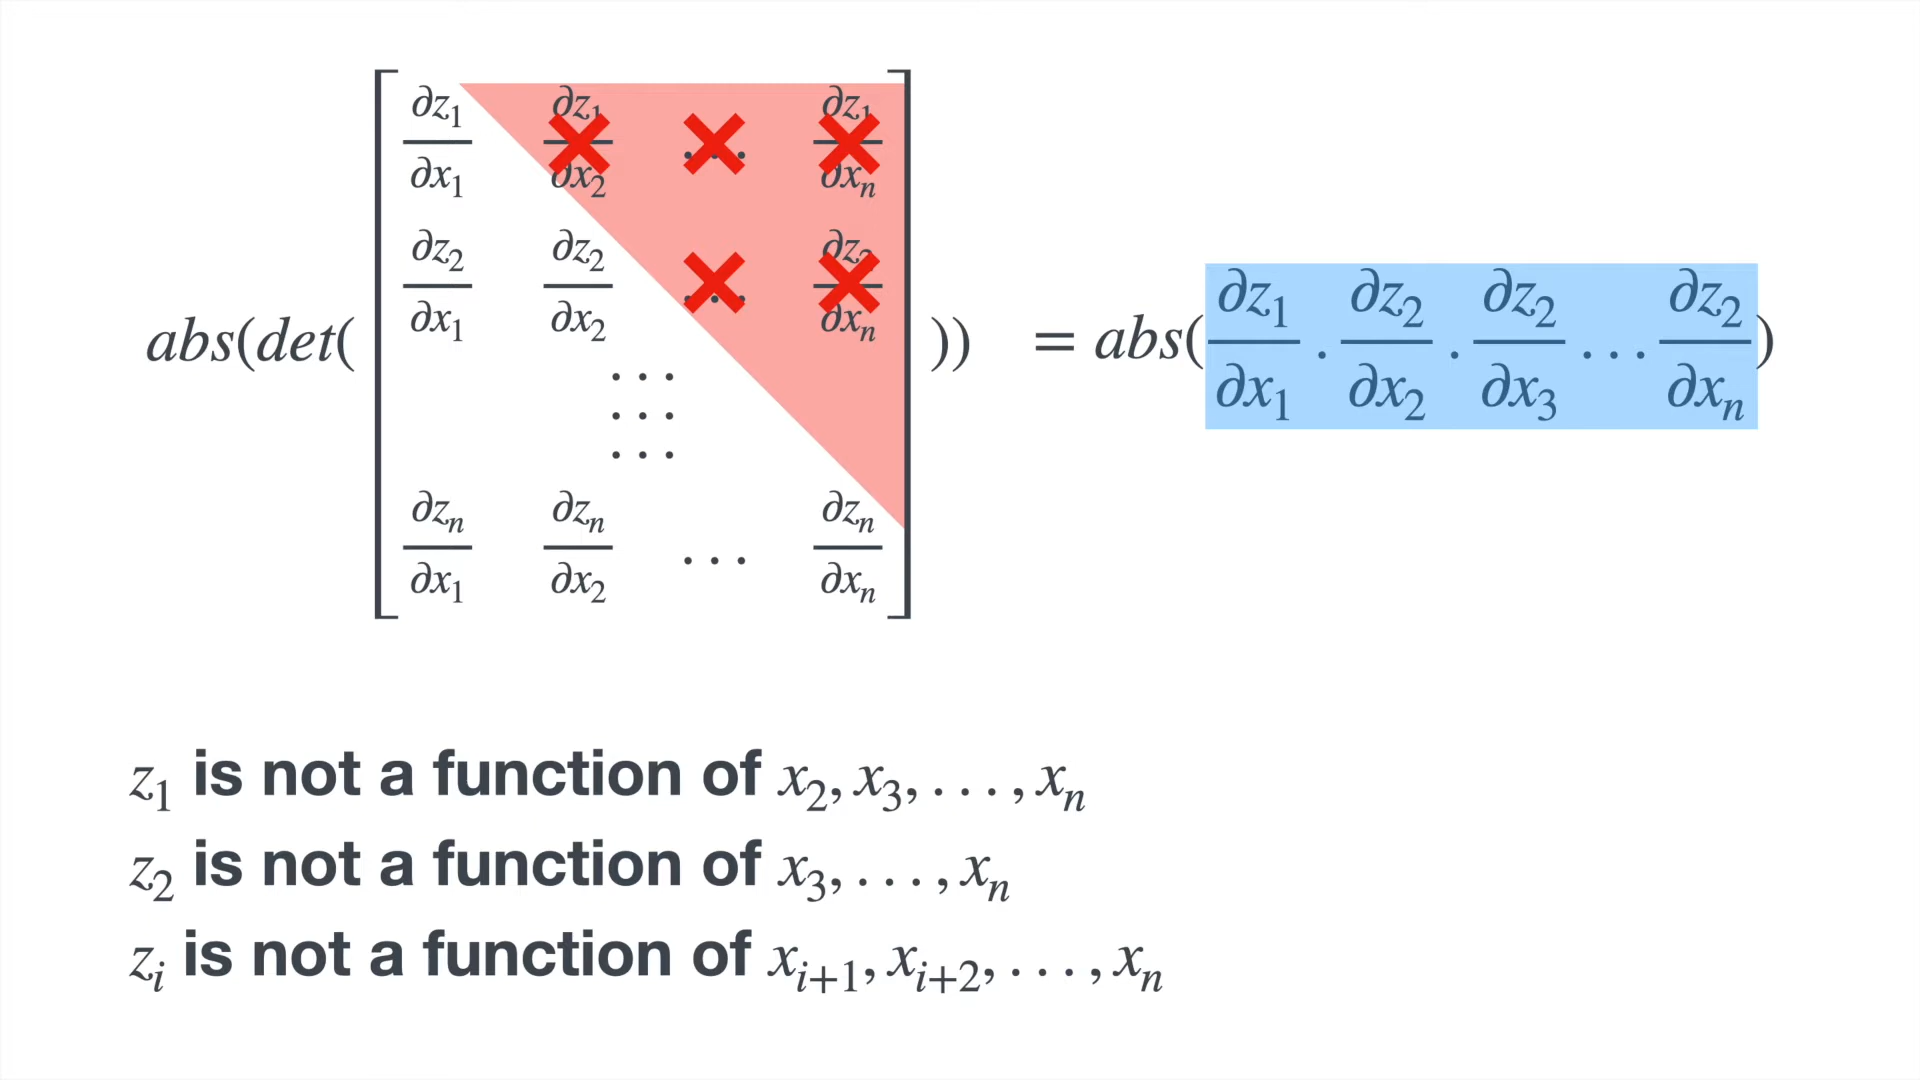 abs(det( [ ∂z₁/∂x₁ ∂z₁/∂x₂ ... ∂z₁/∂xₙ
∂z₂/∂x₁ ∂z₂/∂x₂ ... ∂z₂/∂xₙ
...
...
...
∂zₙ/∂x₁ ∂zₙ/∂x₂ ... ∂zₙ/∂xₙ ] )) = abs( ∂z₁/∂x₁ . ∂z₂/∂x₂ . ∂z₂/∂x₃ ... ∂z₂/∂xₙ )
z₁ is not a function of x₂, x₃, ..., xₙ
z₂ is not a function of x₃, ..., xₙ
zᵢ is not a function of xᵢ₊₁, xᵢ₊₂, ..., xₙ